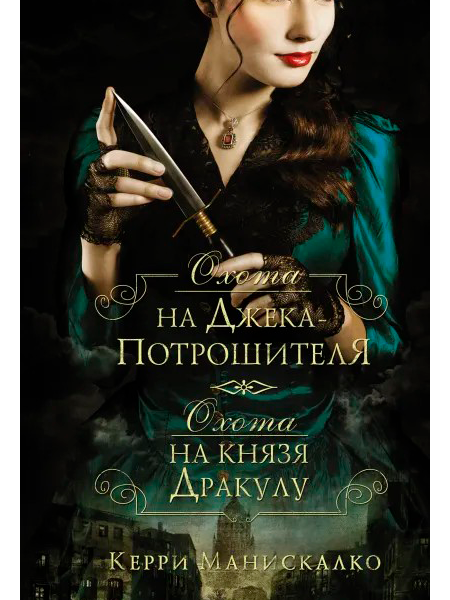 Охота
на Джека-
Потрошителя
Охота
на князя
Дракулу
Керри Манискалко